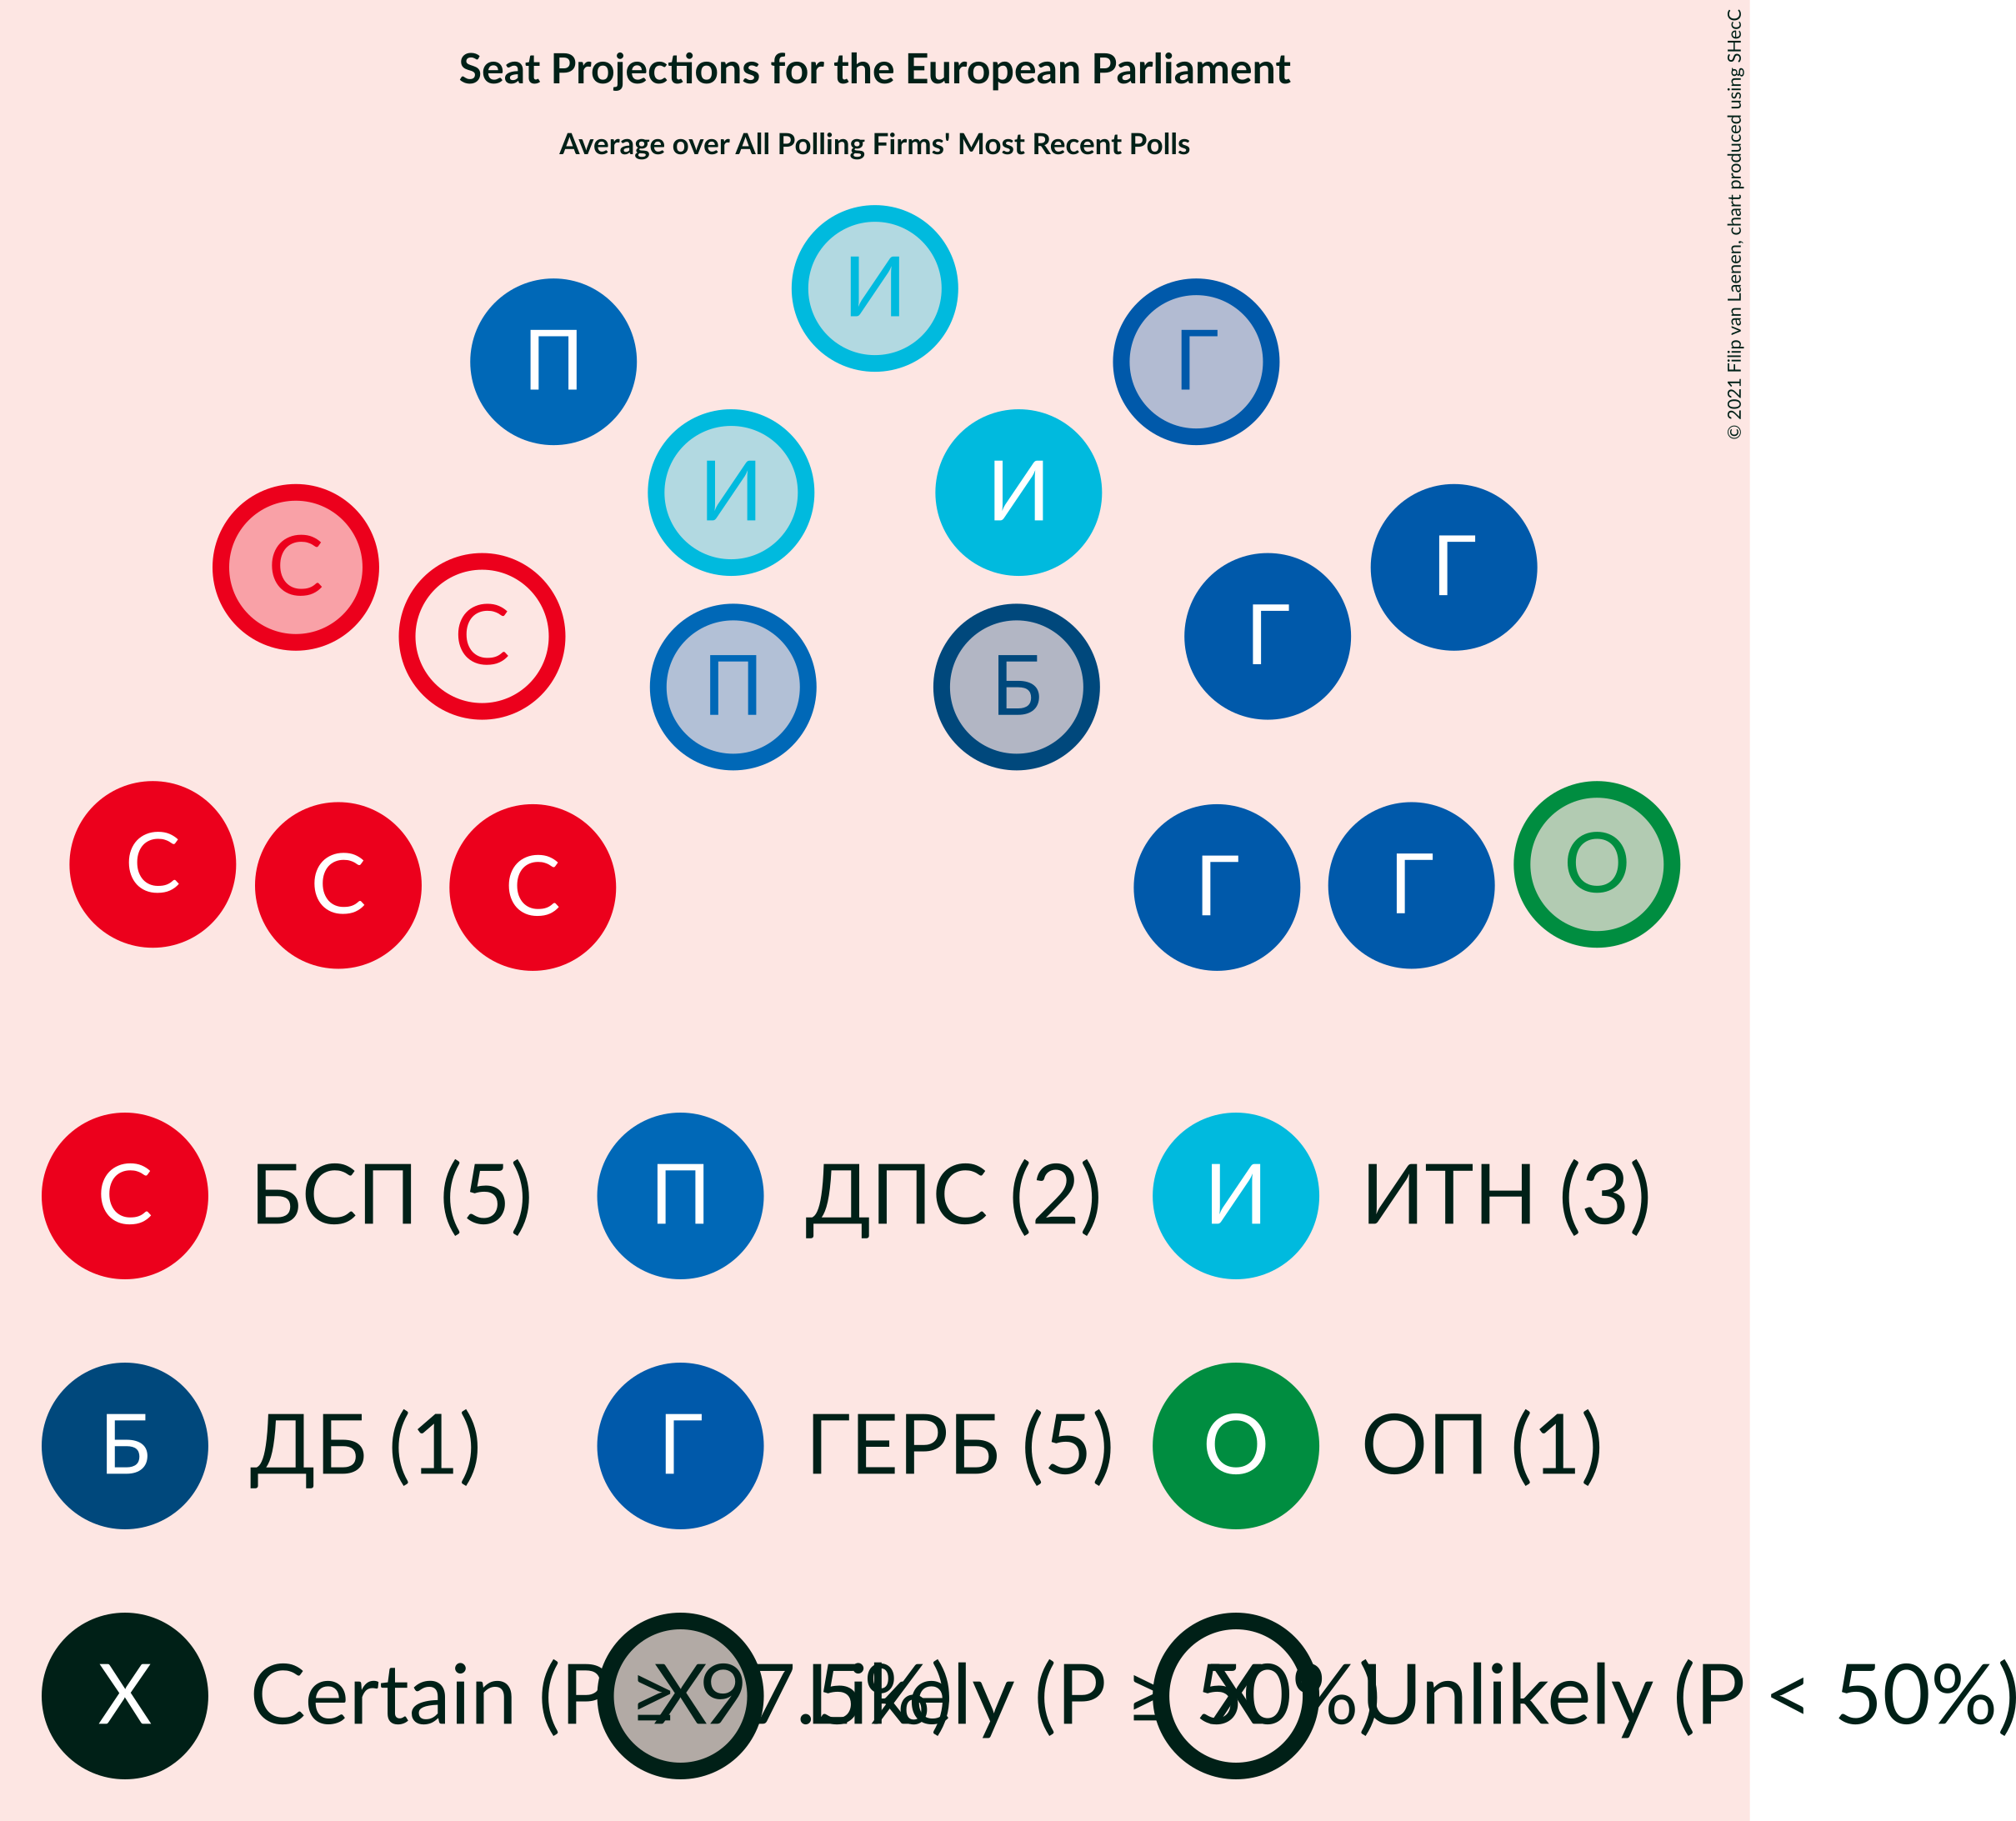 Seat Projections for the European Parliament
Average over All Polling Firms' Most Recent Polls
© 2021 Filip van Laenen, chart produced using SHecC
И
П
Г
И
И
С
Г
С
Г
П
Б
С
С
С
Г
Г
О
С БСП (5) П ДПС (2) И ИТН (3)
Б ДБ (1) Г ГЕРБ (5) О ОП (1)
X Certain (P ≥ 97.5%) X Likely (P ≥ 50%) X Unlikely (P < 50%)